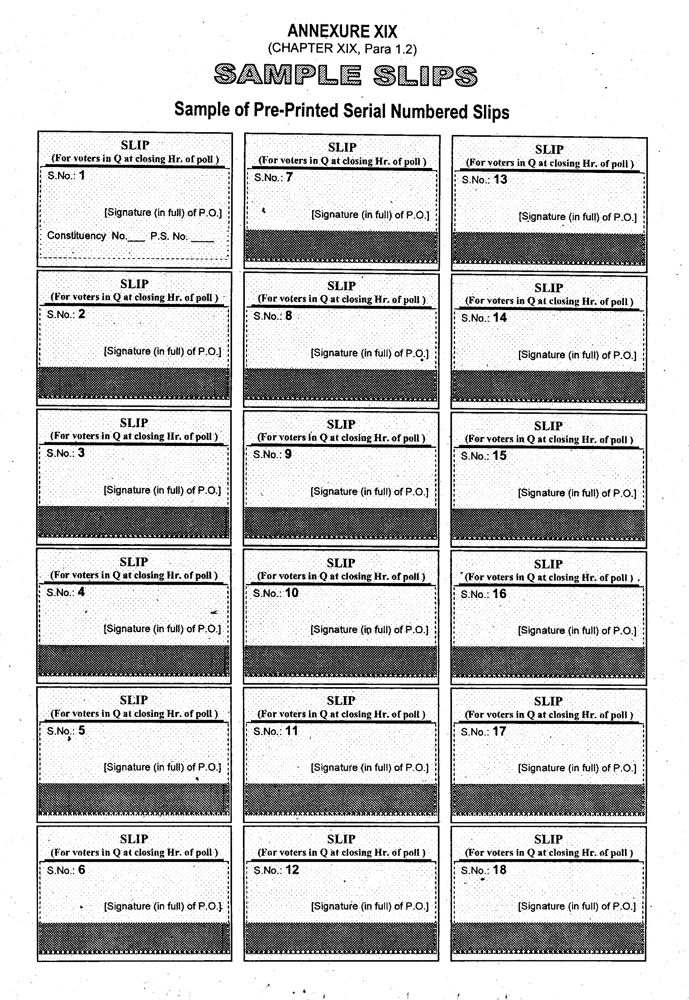 ANNEXURE XIX
(CHAPTER XIX, Para 1.2)
SAMPLE SLIPS
Sample of Pre-Printed Serial Numbered Slips
SLIP
(For voters in Q at closing Hr. of poll )
S.No.: 1
[Signature (in full) of P.O.]
Constituency No.___ P.S. No. ____
SLIP
(For voters in Q at closing Hr. of poll )
S.No.: 2
[Signature (in full) of P.O.]
SLIP
(For voters in Q at closing Hr. of poll )
S.No.: 3
[Signature (in full) of P.O.]
SLIP
(For voters in Q at closing Hr. of poll )
S.No.: 4
[Signature (in full) of P.O.]
SLIP
(For voters in Q at closing Hr. of poll )
S.No.: 5
[Signature (in full) of P.O.]
SLIP
(For voters in Q at closing Hr. of poll )
S.No.: 6
[Signature (in full) of P.O.]
SLIP
(For voters in Q at closing Hr. of poll )
S.No.: 7
[Signature (in full) of P.O.]
SLIP
(For voters in Q at closing Hr. of poll )
S.No.: 8
[Signature (in full) of P.O.]
SLIP
(For voters in Q at closing Hr. of poll )
S.No.: 9
[Signature (in full) of P.O.]
SLIP
(For voters in Q at closing Hr. of poll )
S.No.: 10
[Signature (in full) of P.O.]
SLIP
(For voters in Q at closing Hr. of poll )
S.No.: 11
[Signature (in full) of P.O.]
SLIP
(For voters in Q at closing Hr. of poll )
S.No.: 12
[Signature (in full) of P.O.]
SLIP
(For voters in Q at closing Hr. of poll )
S.No.: 13
[Signature (in full) of P.O.]
SLIP
(For voters in Q at closing Hr. of poll )
S.No.: 14
[Signature (in full) of P.O.]
SLIP
(For voters in Q at closing Hr. of poll )
S.No.: 15
[Signature (in full) of P.O.]
SLIP
(For voters in Q at closing Hr. of poll )
S.No.: 16
[Signature (in full) of P.O.]
SLIP
(For voters in Q at closing Hr. of poll )
S.No.: 17
[Signature (in full) of P.O.]
SLIP
(For voters in Q at closing Hr. of poll )
S.No.: 18
[Signature (in full) of P.O.]